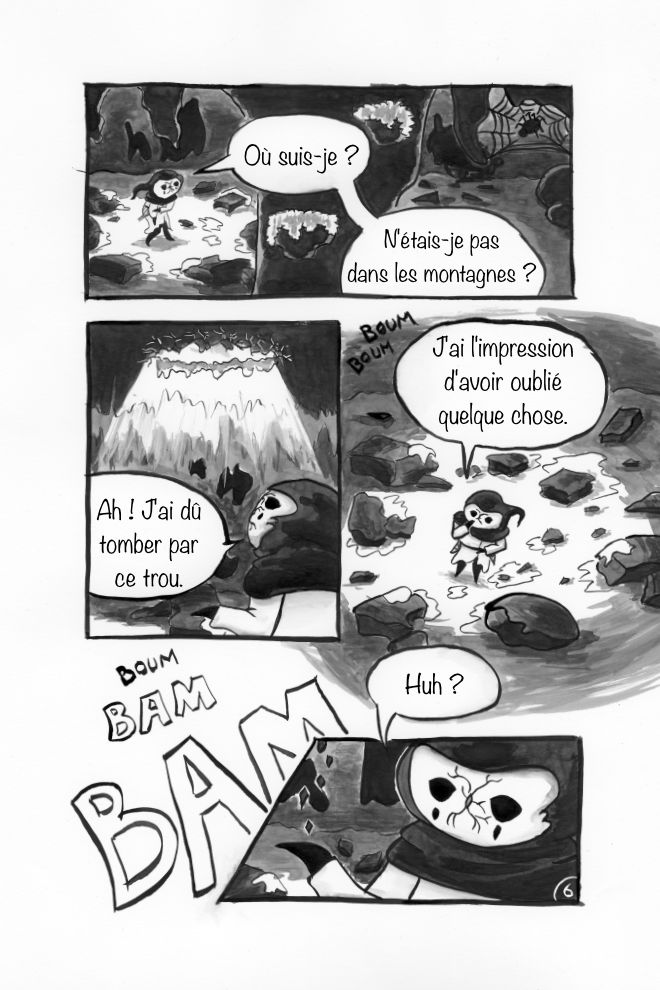 Où suis-je ?
N'étais-je pas
dans les montagnes ?
Ah ! J'ai dû
tomber par
ce trou.
BOUM
BOUM
J'ai l'impression
d'avoir oublié
quelque chose.
BOUM
BAM
BAM
Huh ?
6